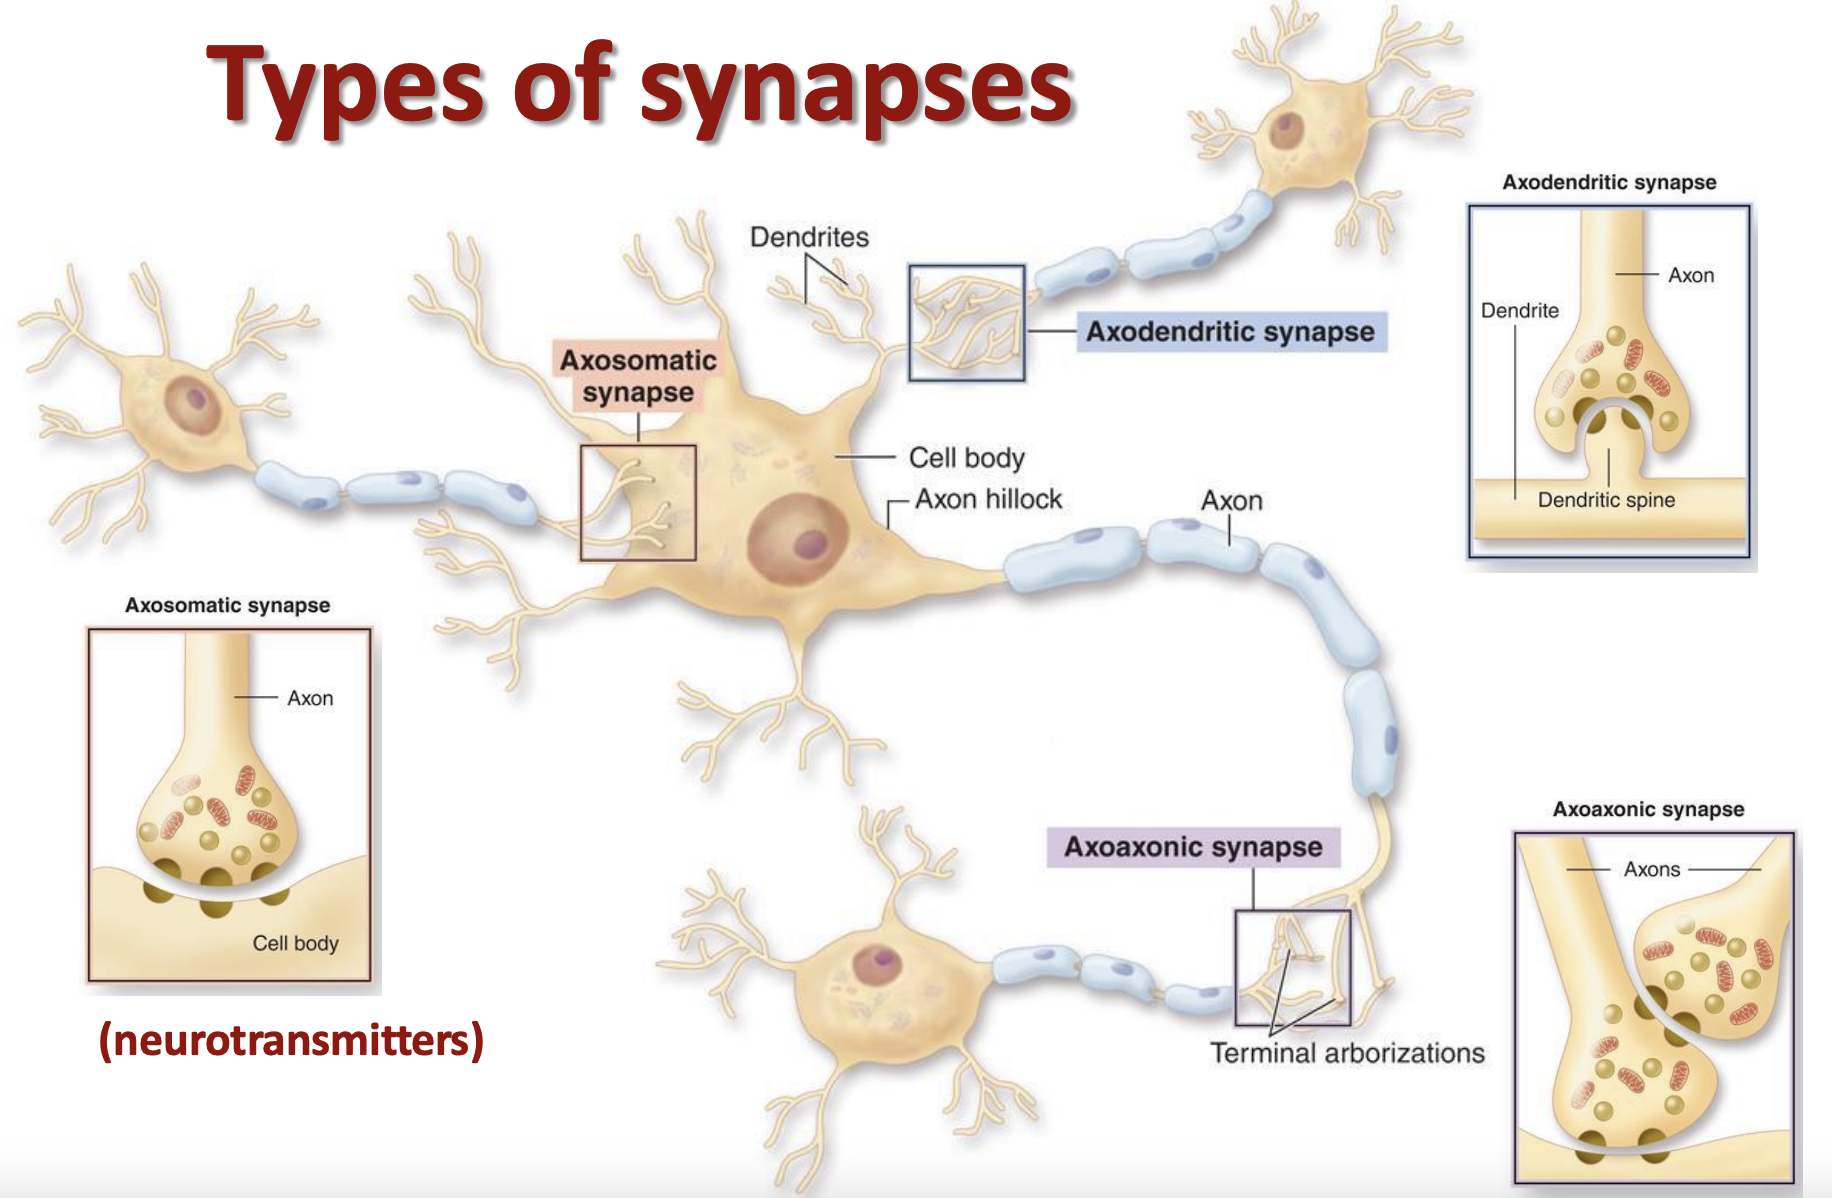 Types of synapses
Axodendritic synapse
Dendrites
Axon
Dendrite
Axodendritic synapse
Axosomatic
synapse
Cell body
Axon hillock
Axon
Dendritic spine
Axosomatic synapse
Axon
Cell body
Axoaxonic synapse
Axoaxonic synapse
Axons
(neurotransmitters)
Terminal arborizations